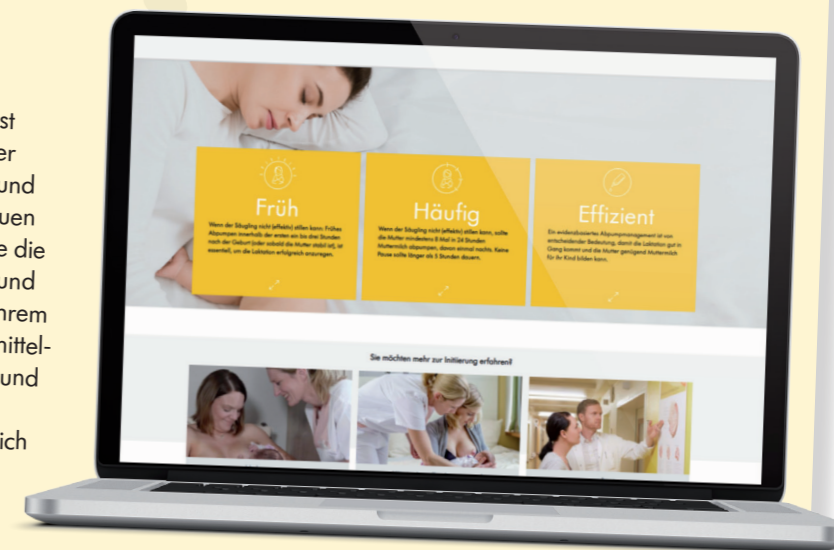 st
er
und
uen
e die
und
hrem
nittel-
und
ich
Früh
Wenn der Säugling nicht (effektiv) stillen kann: Frühes
Abpumpen innerhalb der ersten ein bis drei Stunden
nach der Geburt (oder sobald die Mutter stabil ist), ist
essentiell, um die Laktation erfolgreich anzuregen.
Häufig
Wenn der Säugling nicht (effektiv) stillen kann, sollte
die Mutter mindestens 8 Mal in 24 Stunden
Muttermilch abpumpen, davon einmal nachts. Keine
Pause sollte länger als 5 Stunden dauern.
Effizient
Ein evidenzbasiertes Abpumpmanagement ist von
entscheidender Bedeutung, damit die Laktation gut in
Gang kommt und die Mutter genügend Muttermilch
für ihr Kind bilden kann.
Sie möchten mehr zur Initiierung erfahren?